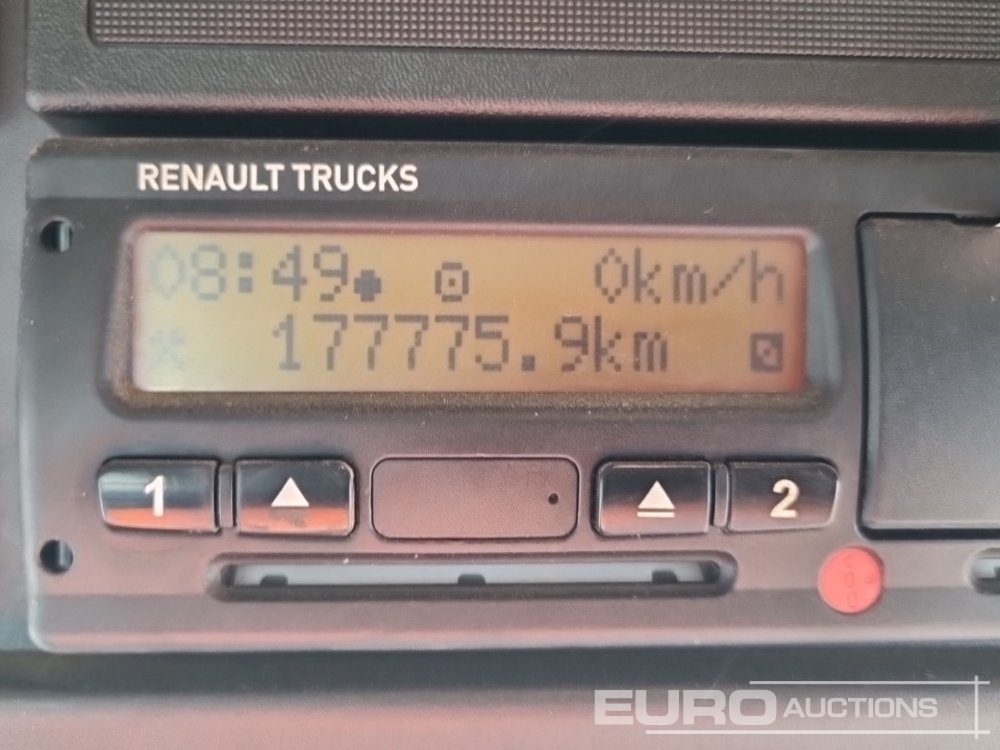 RENAULT TRUCKS
08:49 0km/h
177775.9km
1 2
EURO AUCTIONS